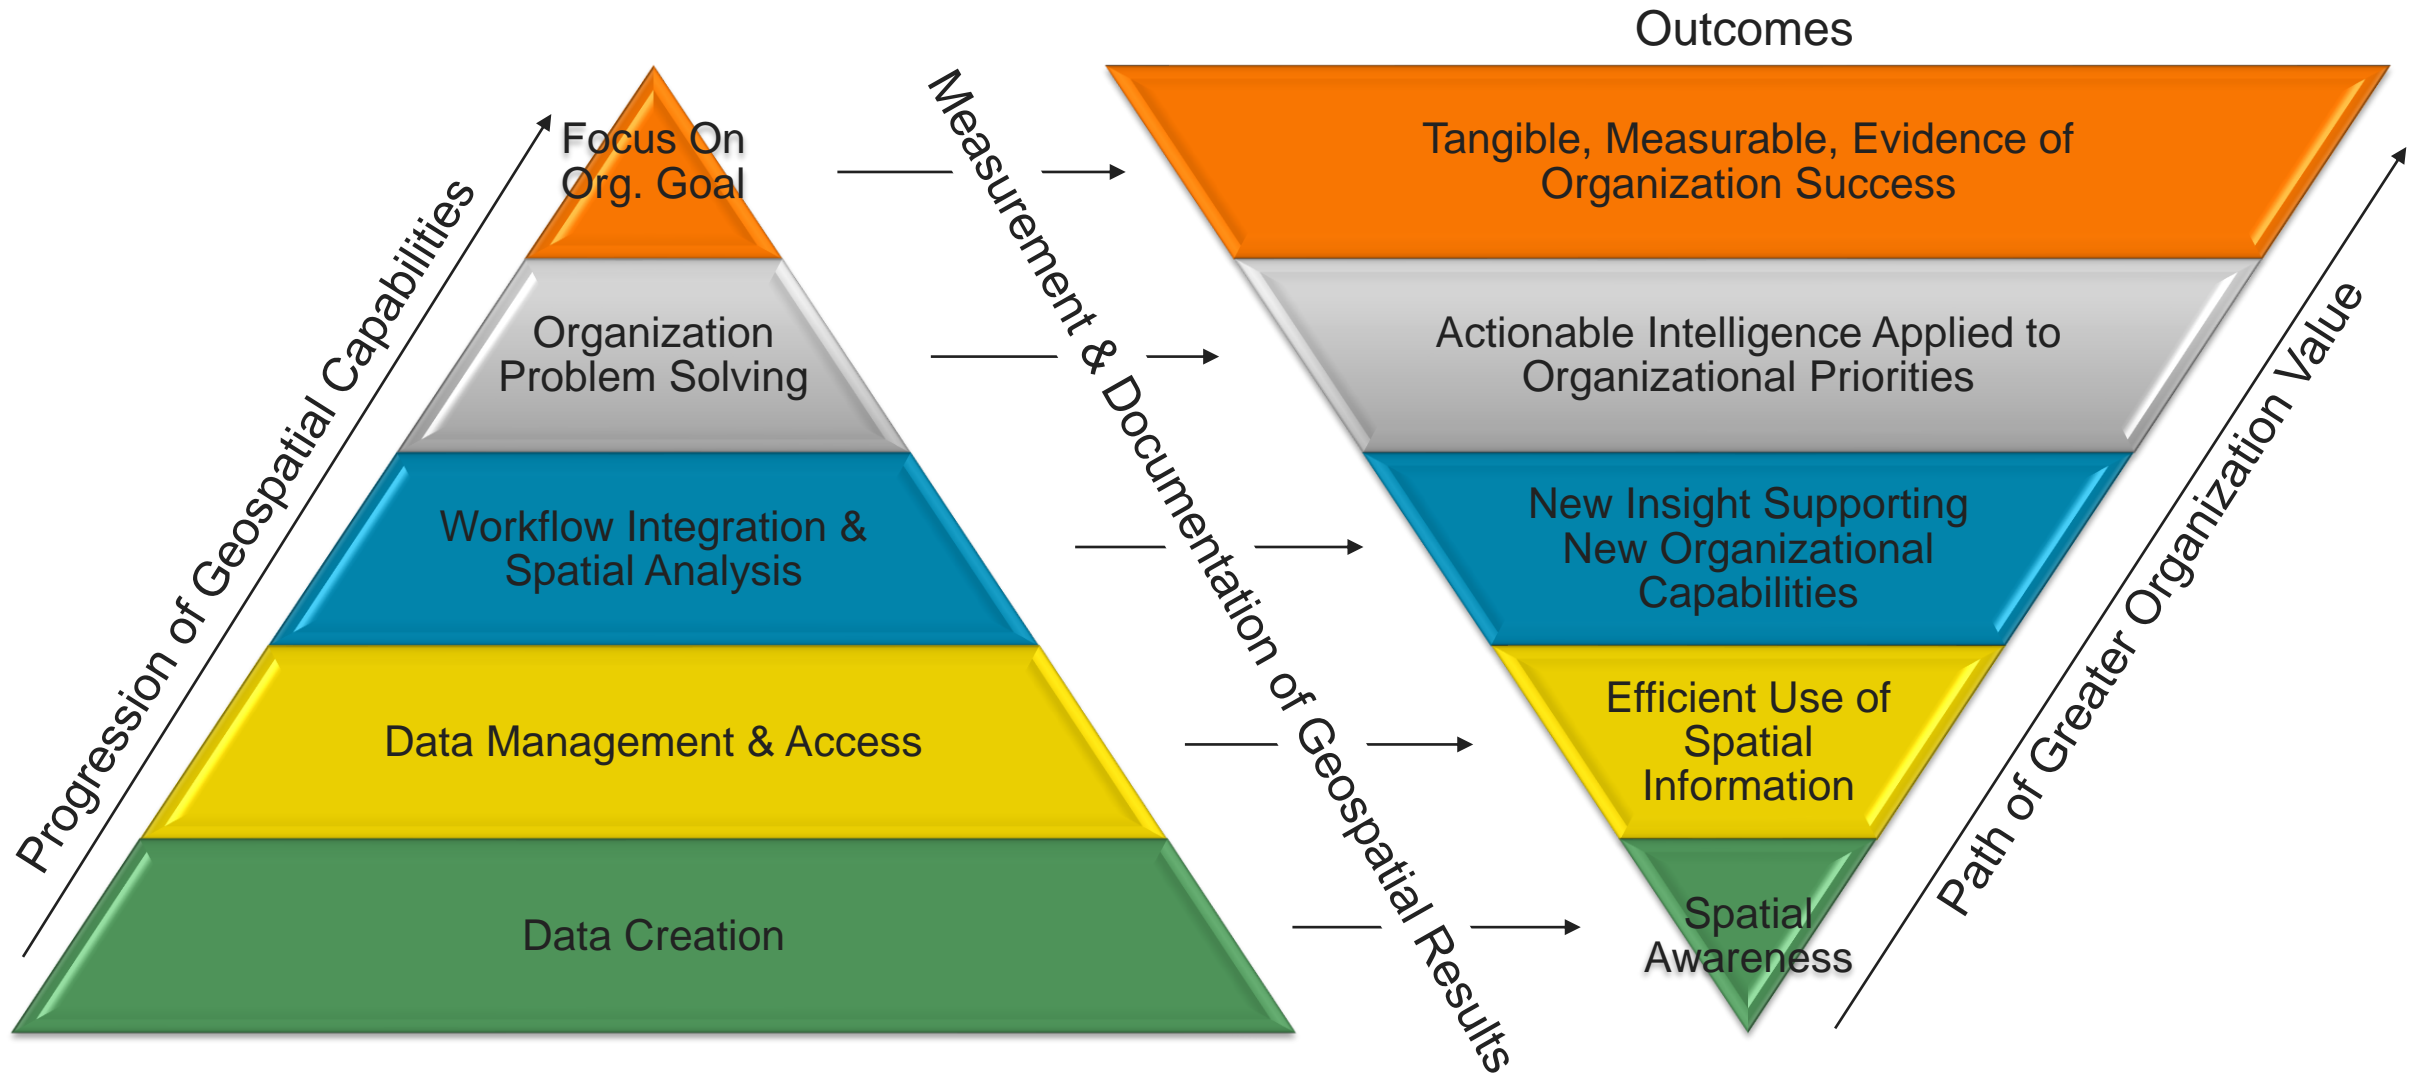 Outcomes
Progression of Geospatial Capabilities
Focus On
Org. Goal
Organization
Problem Solving
Workflow Integration &
Spatial Analysis
Data Management & Access
Data Creation
Measurement & Documentation of Geospatial Results
Tangible, Measurable, Evidence of
Organization Success
Actionable Intelligence Applied to
Organizational Priorities
New Insight Supporting
New Organizational
Capabilities
Efficient Use of
Spatial
Information
Spatial
Awareness
Path of Greater Organization Value